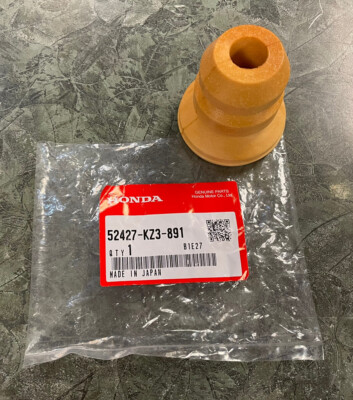 HONDA
GENUINE PARTS
Honda Motor Co., Ltd.
52427-KZ3-891
QTY 1 B1E27
MADE IN JAPAN